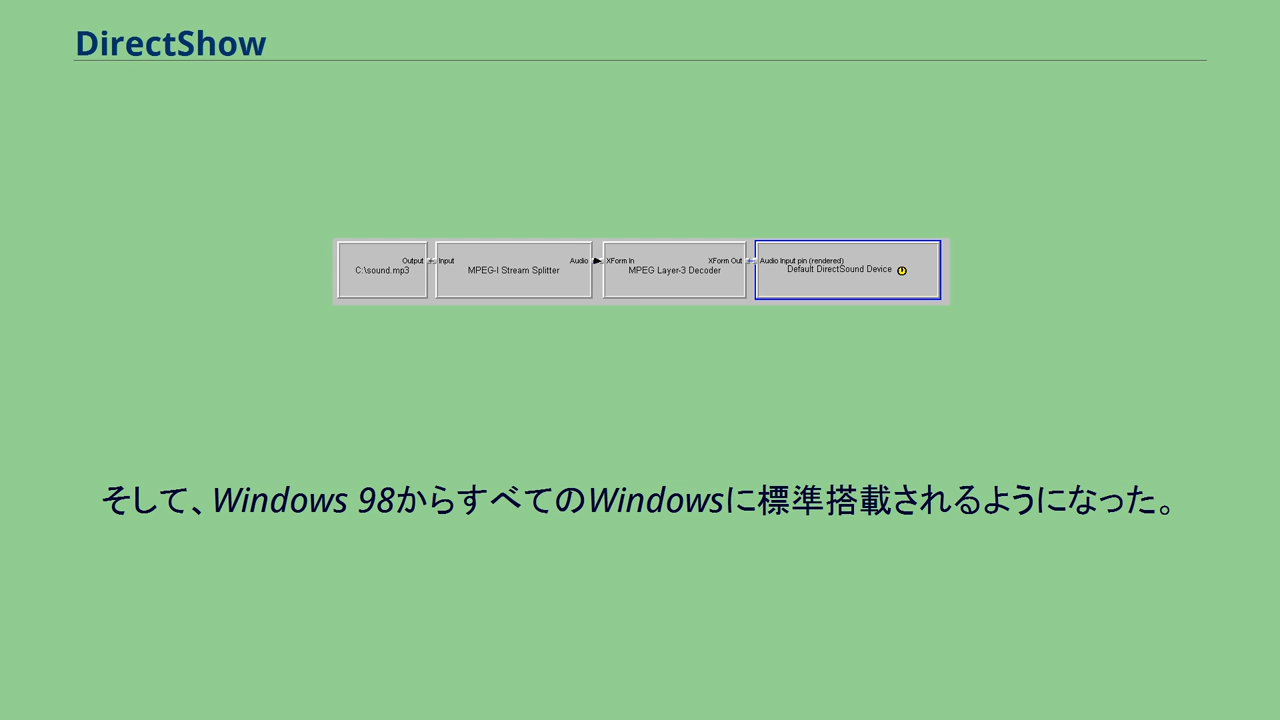 DirectShow
Output Input Audio XForm In XForm Out Audio Input pin (rendered)
C:\sound.mp3 MPEG-I Stream Splitter MPEG Layer-3 Decoder Default DirectSound Device
そして、Windows 98からすべてのWindowsに標準搭載されるようになった。